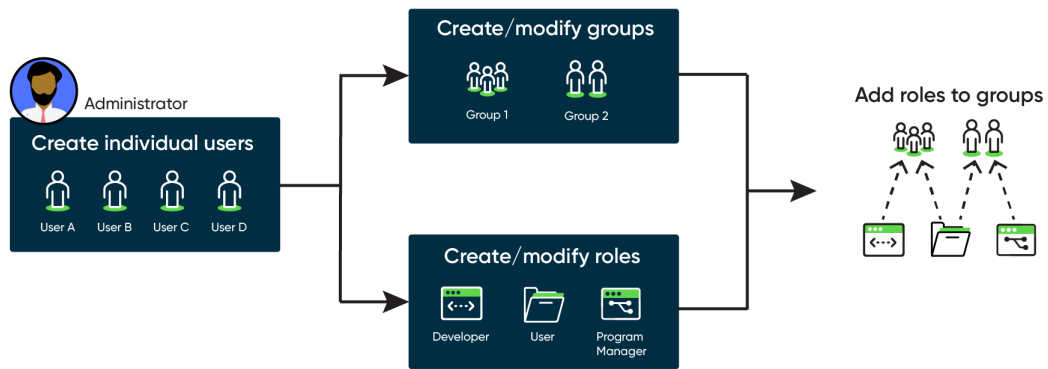 Administrator
Create individual users
User A
User B
User C
User D
Create/modify groups
Group 1
Group 2
Create/modify roles
Developer
User
Program
Manager
Add roles to groups